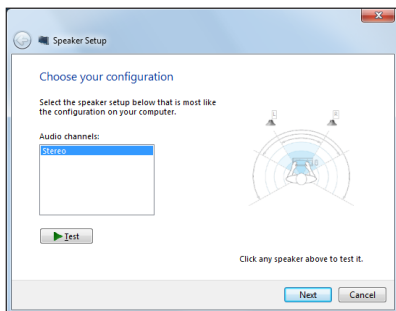 Speaker Setup
Choose your configuration
Select the speaker setup below that is most like
the configuration on your computer.
Audio channels:
Stereo
L
R
Test
Click any speaker above to test it.
Next
Cancel